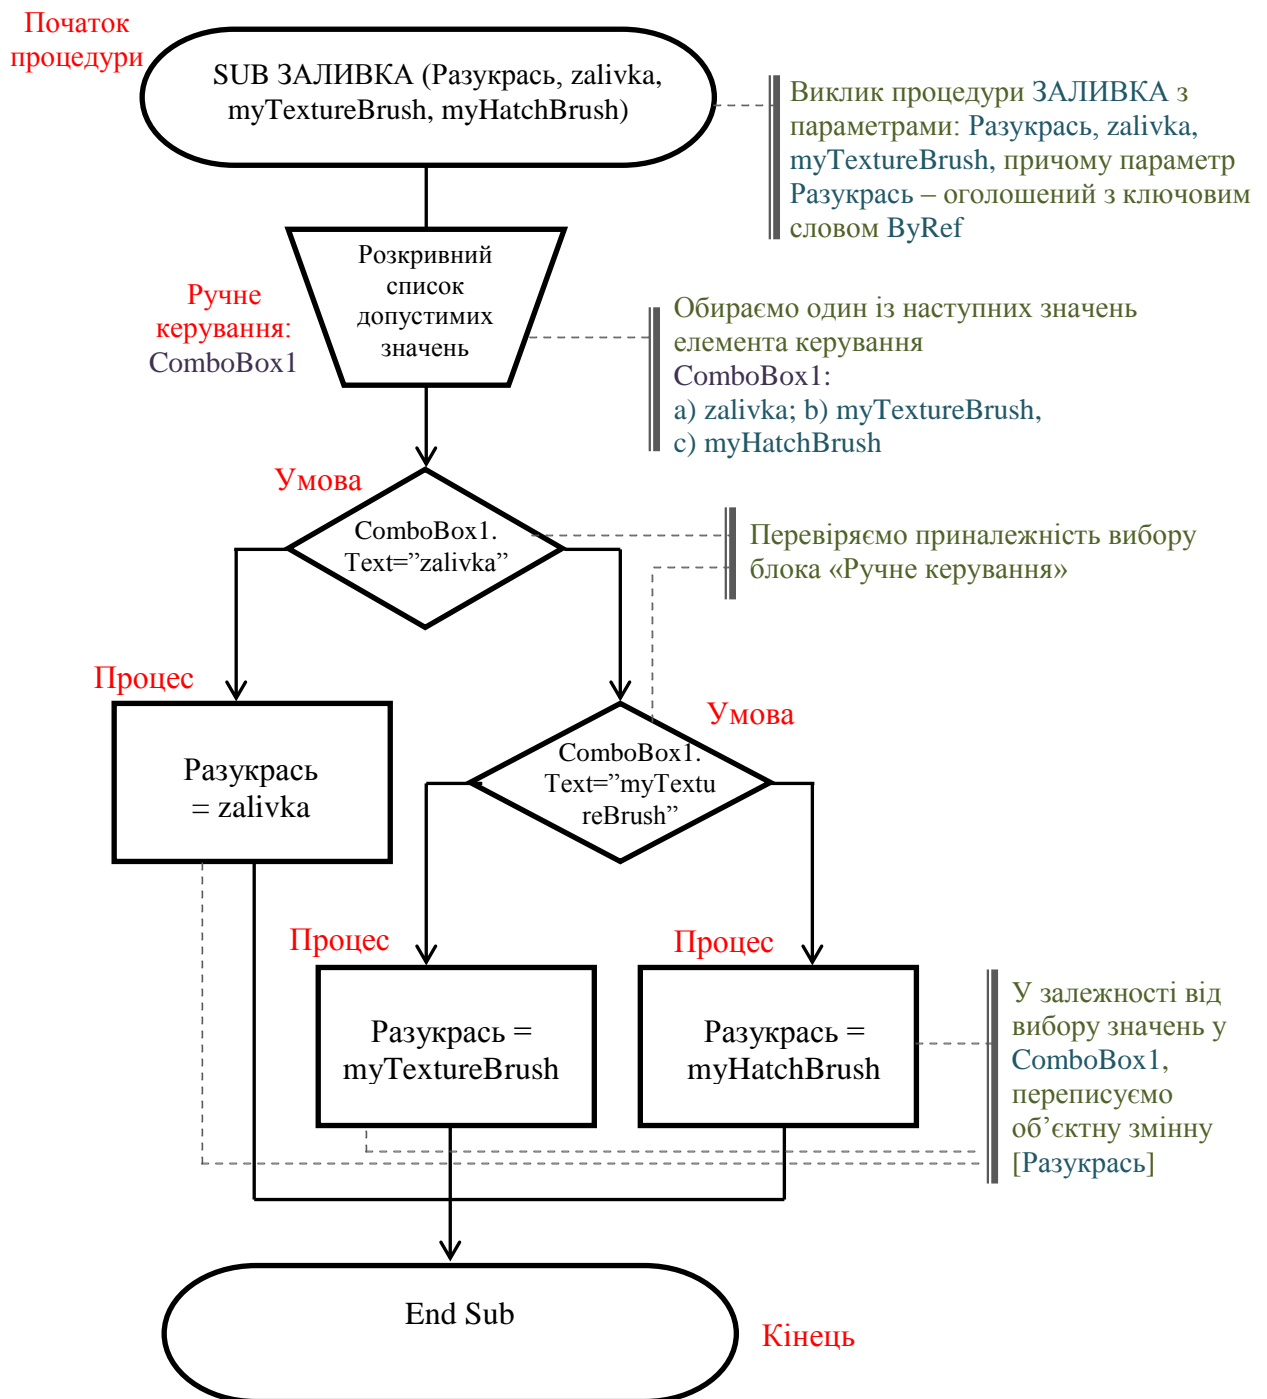 Початок
процедури
SUB ЗАЛИВКА (Разукрась, zalivka,
myTextureBrush, myHatchBrush)
Виклик процедури ЗАЛИВКА з
параметрами: Разукрась, zalivka,
myTextureBrush, причому параметр
Разукрась – оголошений з ключовим
словом ByRef
Розкривний
список
допустимих
значень
Ручне
керування:
ComboBox1
Обираємо один із наступних значень
елемента керування
ComboBox1:
a) zalivka; b) myTextureBrush,
c) myHatchBrush
Умова
ComboBox1.
Text=”zalivka”
Перевіряємо приналежність вибору
блока «Ручне керування»
Процес
Разукрась
= zalivka
Умова
ComboBox1.
Text=”myTextu
reBrush”
Процес
Разукрась =
myTextureBrush
Процес
Разукрась =
myHatchBrush
У залежності від
вибору значень у
ComboBox1,
переписуємо
об’єктну змінну
[Разукрась]
End Sub
Кінець